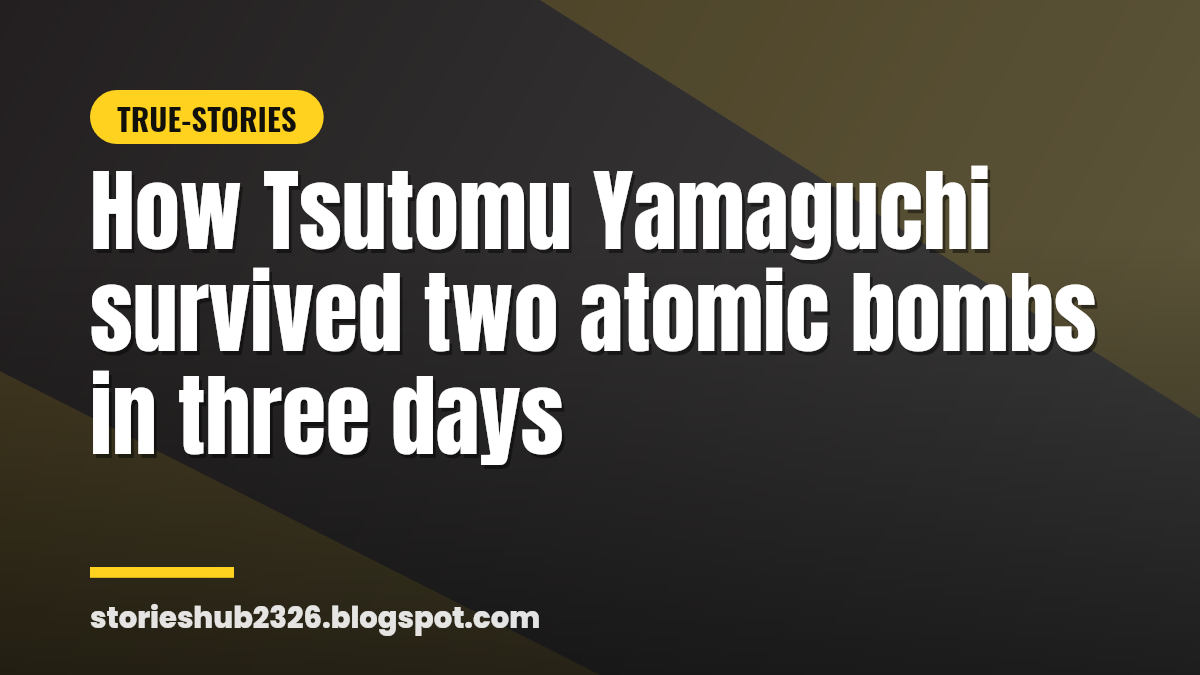 TRUE-STORIES
How Tsutomu Yamaguchi
survived two atomic bombs
in three days
storieshub2326.blogspot.com